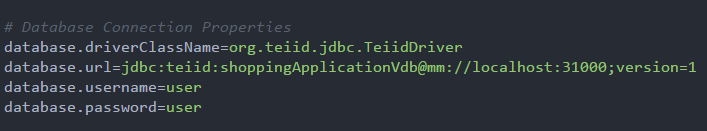 # Database Connection Properties
database.driverClassName=org.teiid.jdbc.TeiidDriver
database.url=jdbc:teiid:shoppingApplicationVdb@mm://localhost:31000;version=1
database.username=user
database.password=user